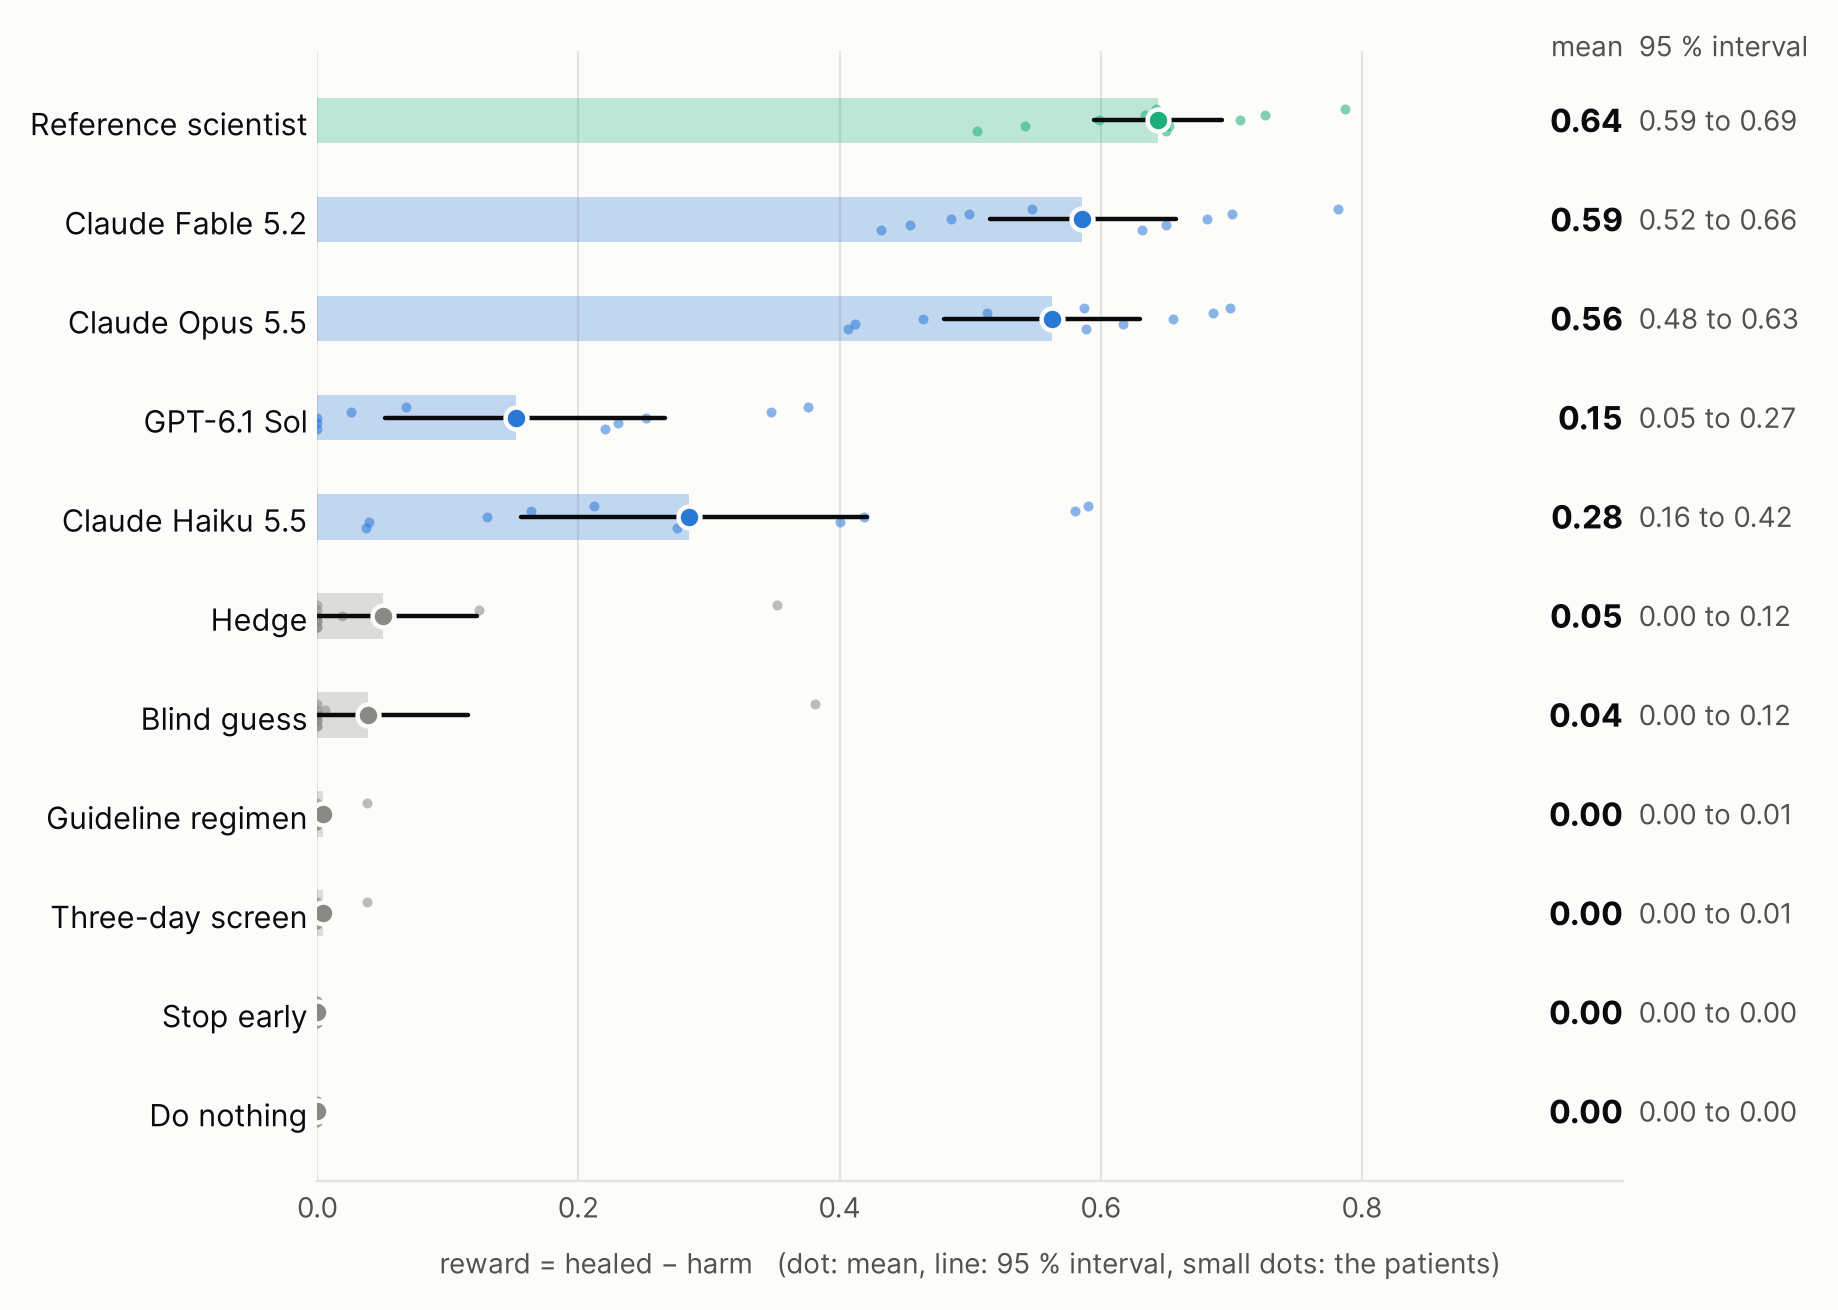 mean 95 % interval
Reference scientist 0.64 0.59 to 0.69
Claude Fable 5.2 0.59 0.52 to 0.66
Claude Opus 5.5 0.56 0.48 to 0.63
GPT-6.1 Sol 0.15 0.05 to 0.27
Claude Haiku 5.5 0.28 0.16 to 0.42
Hedge 0.05 0.00 to 0.12
Blind guess 0.04 0.00 to 0.12
Guideline regimen 0.00 0.00 to 0.01
Three-day screen 0.00 0.00 to 0.01
Stop early 0.00 0.00 to 0.00
Do nothing 0.00 0.00 to 0.00
0.0 0.2 0.4 0.6 0.8
reward = healed − harm (dot: mean, line: 95 % interval, small dots: the patients)